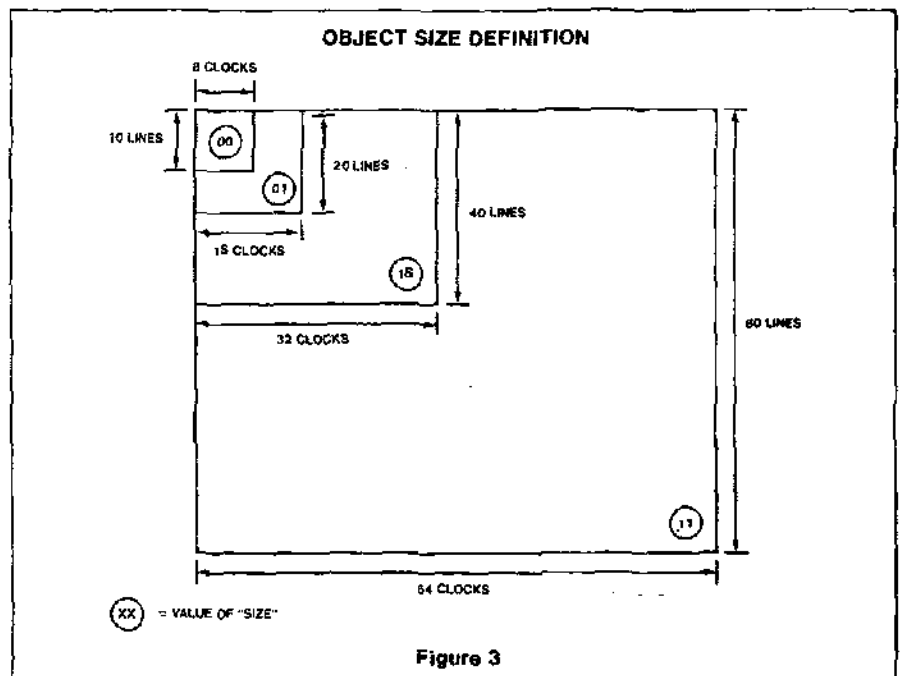 OBJECT SIZE DEFINITION
8 CLOCKS
10 LINES
00
20 LINES
01
40 LINES
16 CLOCKS
32 CLOCKS
80 LINES
11
64 CLOCKS
XX = VALUE OF "SIZE"
Figure 3